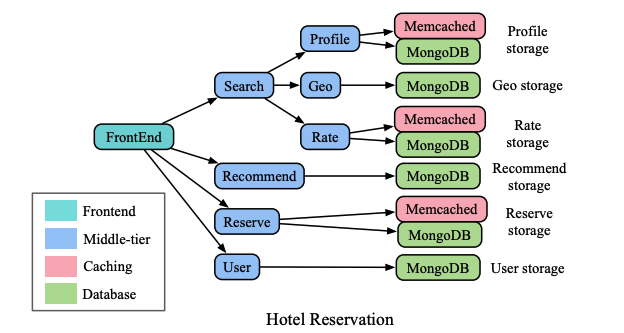 Memcached
Profile
Profile
MongoDB
storage
Search
Geo
MongoDB
Geo storage
Memcached
Rate
FrontEnd
Rate
MongoDB
storage
Recommend
MongoDB
Recommend
storage
Frontend
Memcached
Reserve
Reserve
storage
Middle-tier
MongoDB
Caching
User
MongoDB
User storage
Database
Hotel Reservation